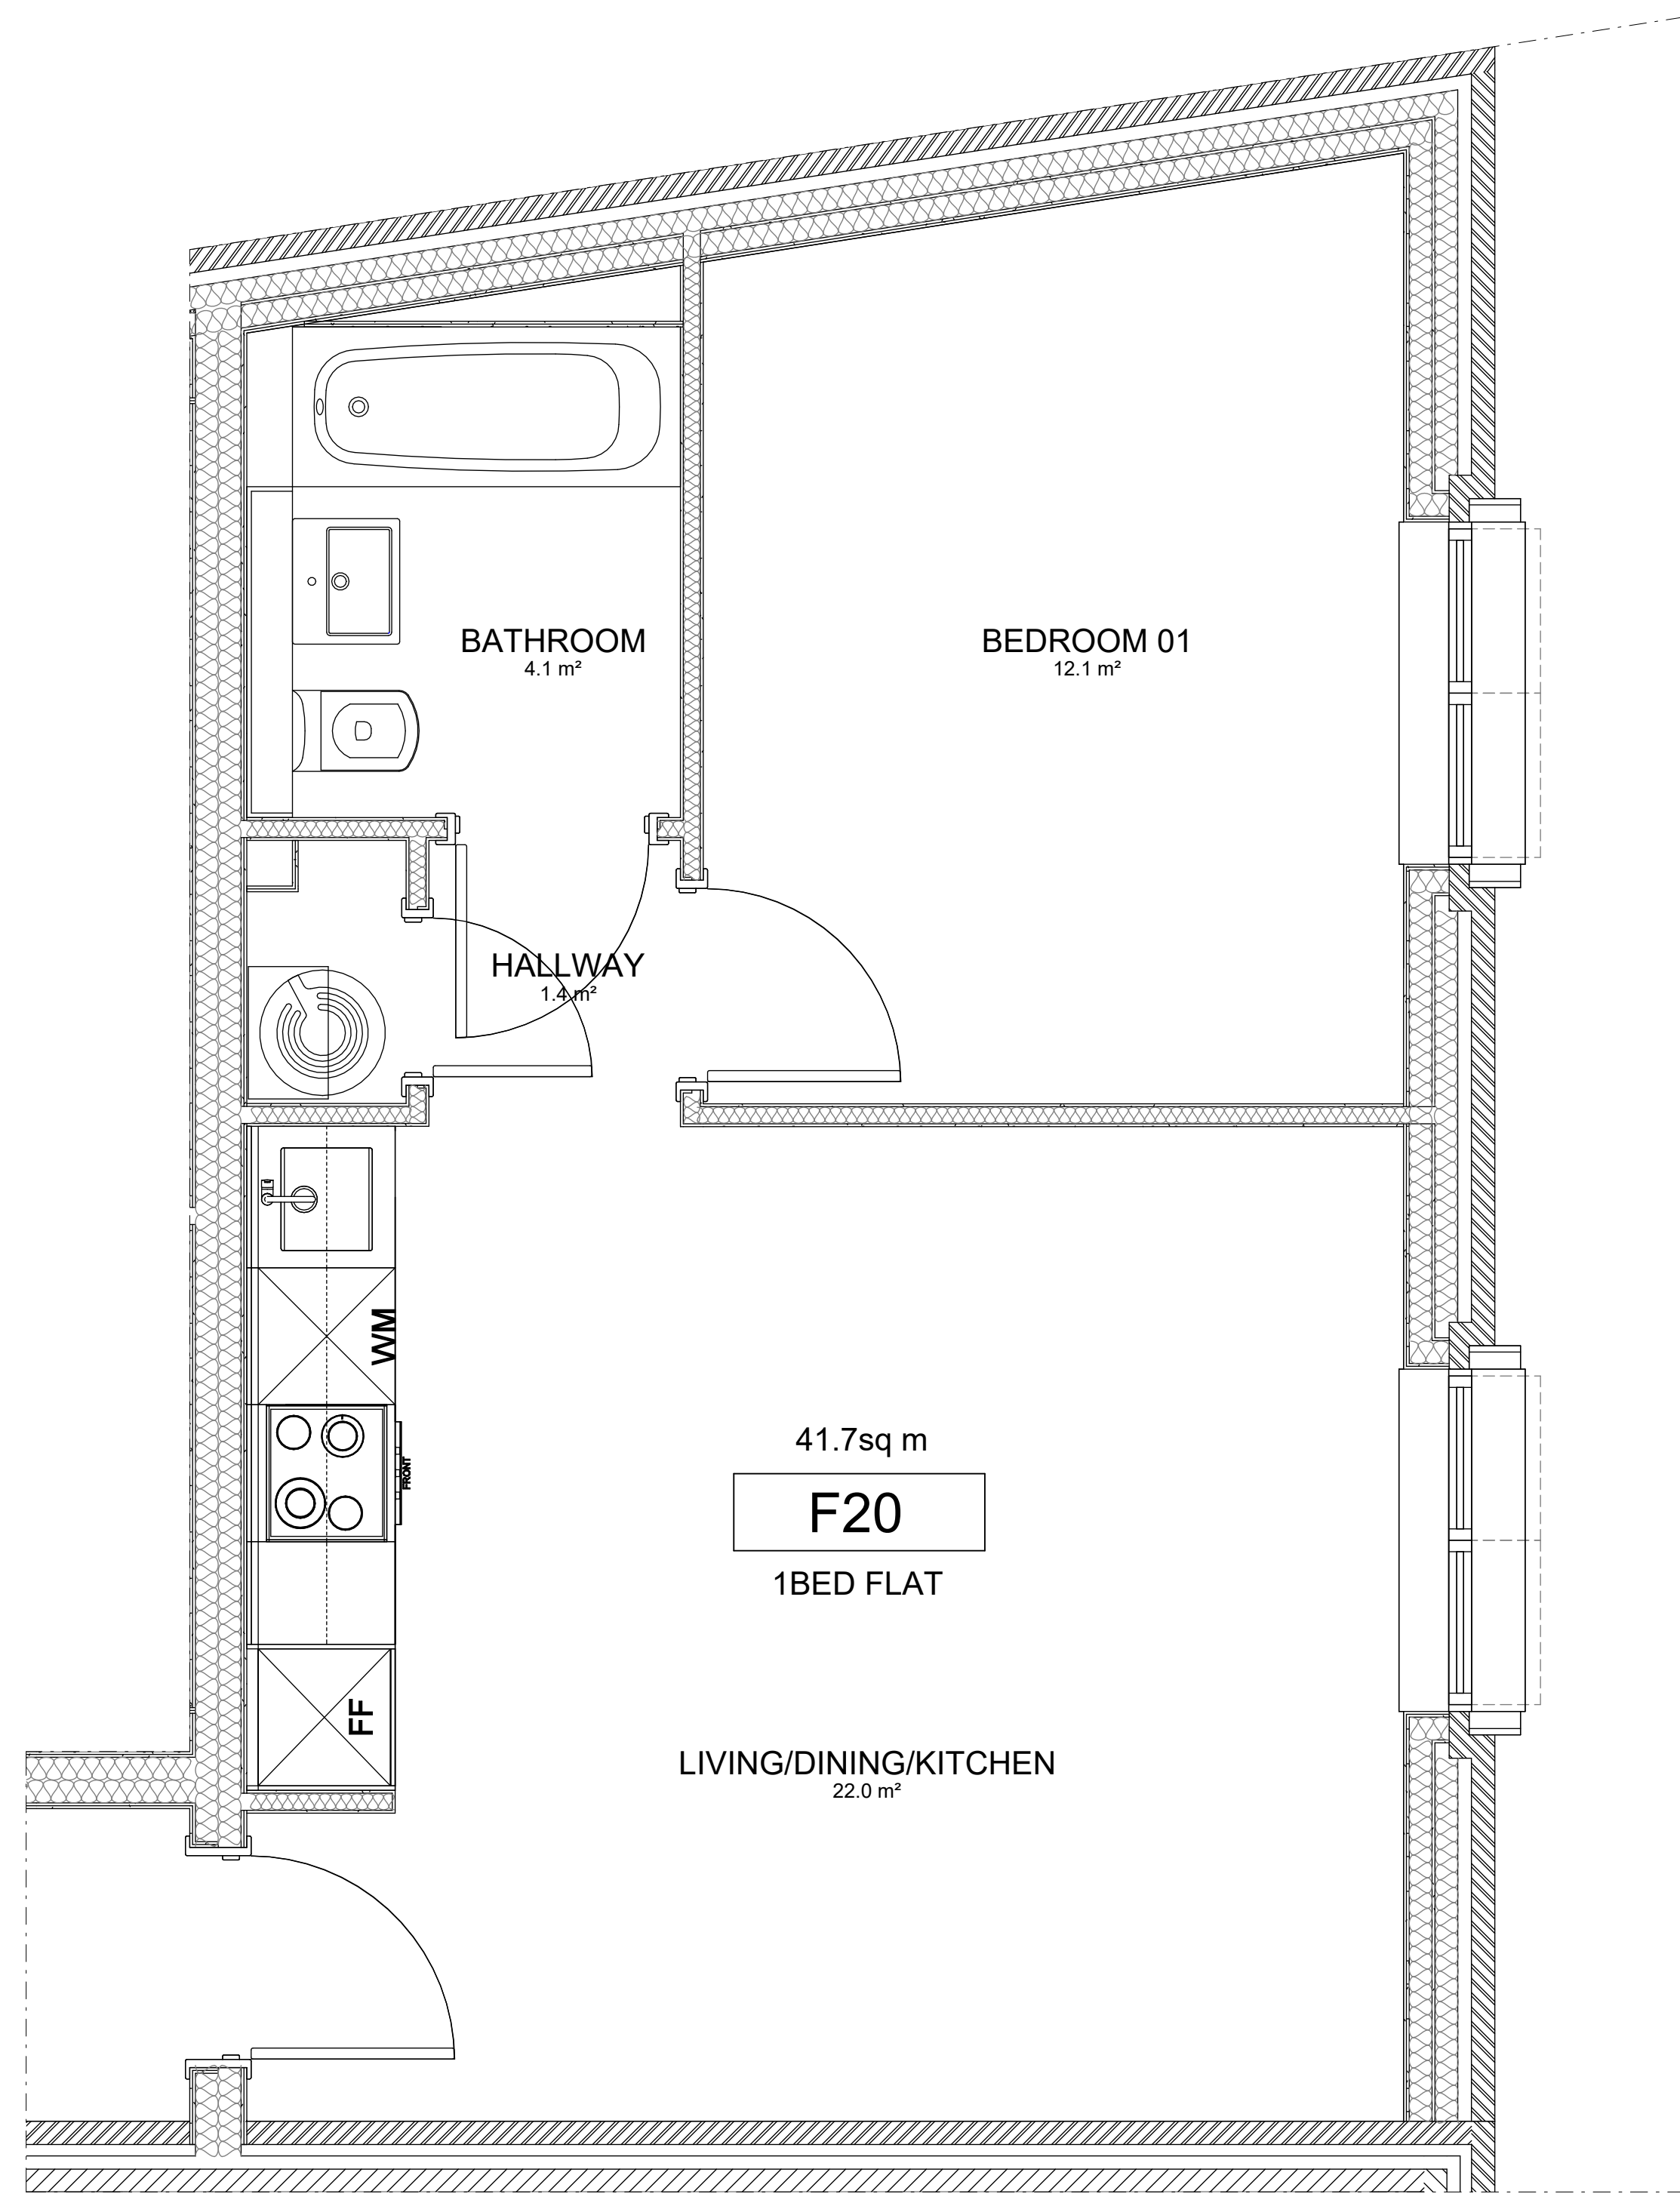 BATHROOM
4.1 m²
BEDROOM 01
12.1 m²
HALLWAY
1.4 m²
WM
FRONT
41.7sq m
F20
1BED FLAT
FF
LIVING/DINING/KITCHEN
22.0 m²